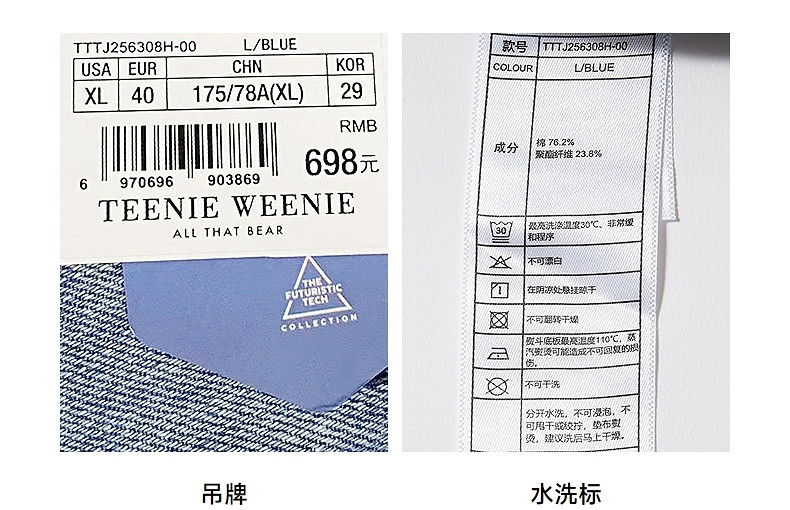 TTTJ256308H-00 L/BLUE
USA EUR CHN KOR
XL 40 175/78A(XL) 29
RMB
698元
6 970696 903869
TEENIE WEENIE
ALL THAT BEAR
THE
FUTURISTIC
TECH
COLLECTION
吊牌
款号 TTTJ256308H-00
COLOUR L/BLUE
成分
棉 76.2%
聚酯纤维 23.8%
30
最高洗涤温度30℃、非常缓
和程序
不可漂白
在阴凉处悬挂晾干
不可翻转干燥
熨斗底板最高温度110℃，蒸
汽熨烫可能造成不可回复的损
伤。
不可干洗
分开水洗，不可浸泡，不
可甩干或绞拧，垫布熨
烫，建议洗后马上干燥。
水洗标